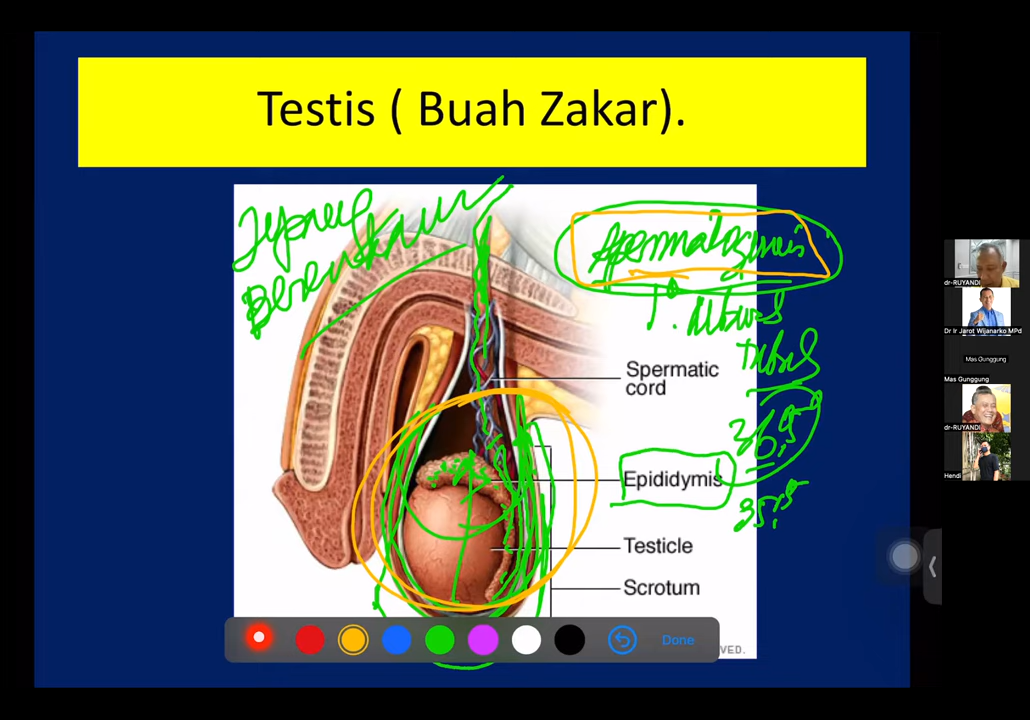 Testis ( Buah Zakar).
Spermatogenesis
Spermatic
cord
36,5
Epididymis
35,5
Testicle
Scrotum
VED.
Done
dr-RUYANDI
Dr Ir Jarot Wijanarko MPd
Mas Gunggung
Mas Gunggung
dr-RUYANDI
Hendi